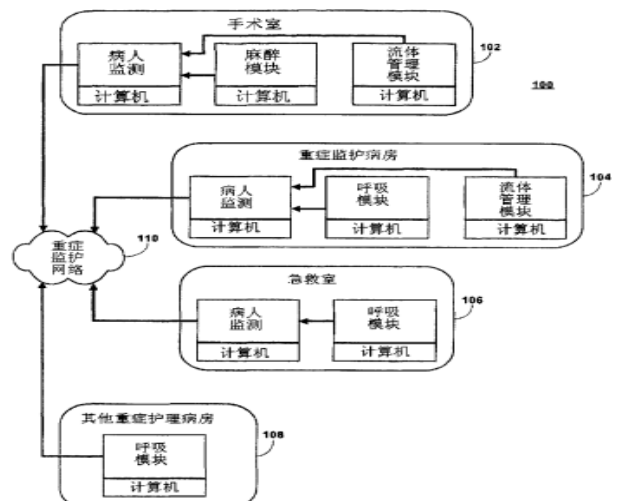 手术室
病人
监测
计算机
麻醉
模块
计算机
流体
管理
模块
计算机
102
100
重症监护病房
病人
监测
计算机
呼吸
模块
计算机
流体
管理
模块
计算机
104
重症
监护
网络
110
急救室
病人
监测
计算机
呼吸
模块
计算机
106
其他重症护理病房
呼吸
模块
计算机
108